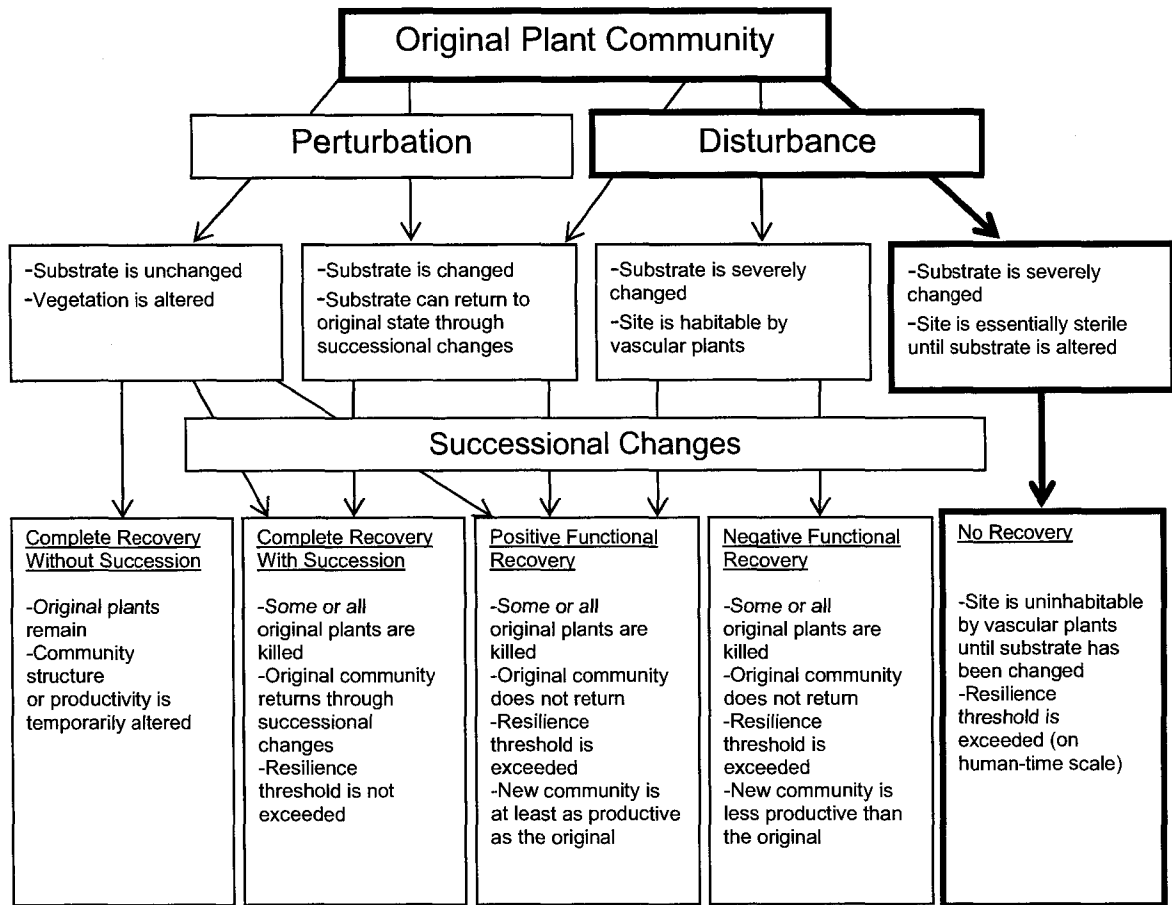 Original Plant Community
Perturbation
Disturbance
-Substrate is unchanged
-Vegetation is altered
-Substrate is changed
-Substrate can return to
original state through
successional changes
-Substrate is severely
changed
-Site is habitable by
vascular plants
-Substrate is severely
changed
-Site is essentially sterile
until substrate is altered
Successional Changes
Complete Recovery
Without Succession
-Original plants
remain
-Community
structure
or productivity is
temporarily altered
Complete Recovery
With Succession
-Some or all
original plants are
killed
-Original community
returns through
successional
changes
-Resilience
threshold is not
exceeded
Positive Functional
Recovery
-Some or all
original plants are
killed
-Original community
does not return
-Resilience
threshold is
exceeded
-New community is
at least as productive
as the original
Negative Functional
Recovery
-Some or all
original plants are
killed
-Original community
does not return
-Resilience
threshold is
exceeded
-New community is
less productive than
the original
No Recovery
-Site is uninhabitable
by vascular plants
until substrate has
been changed
-Resilience
threshold is
exceeded (on
human-time scale)